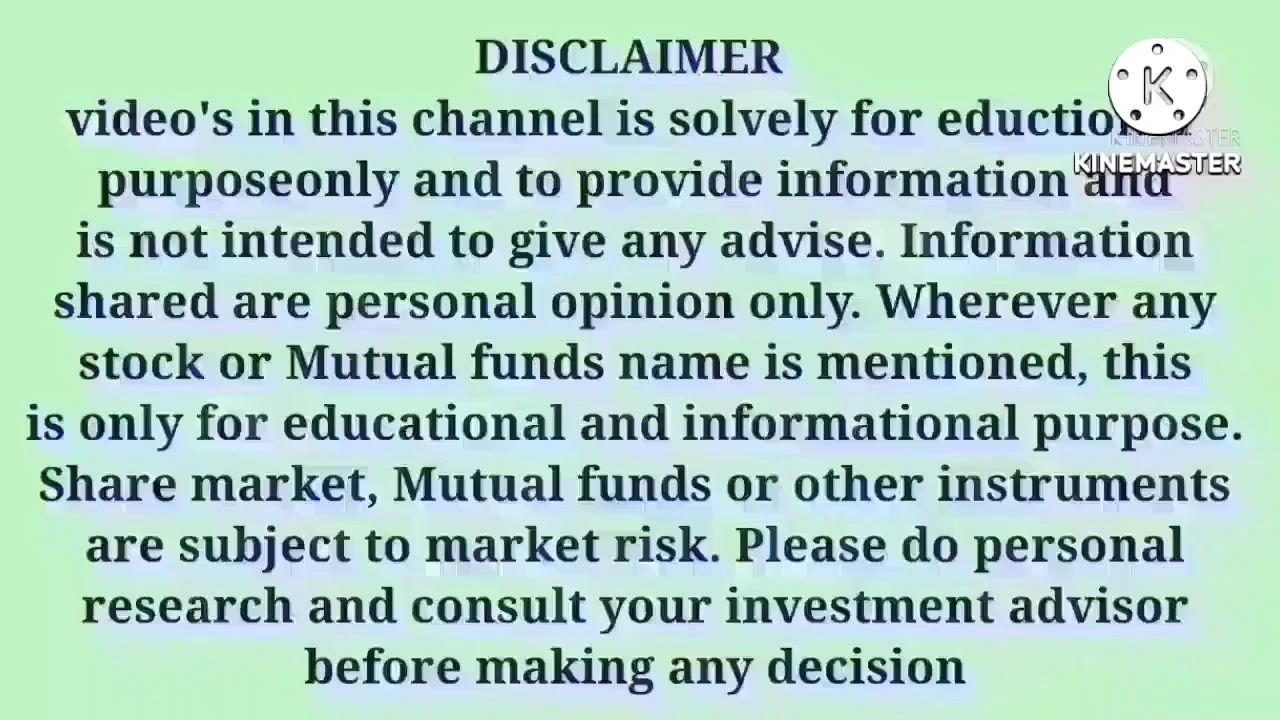 DISCLAIMER
video's in this channel is solvely for eduction
purposeonly and to provide information and
is not intended to give any advise. Information
shared are personal opinion only. Wherever any
stock or Mutual funds name is mentioned, this
is only for educational and informational purpose.
Share market, Mutual funds or other instruments
are subject to market risk. Please do personal
research and consult your investment advisor
before making any decision
K
KINEMASTER
KINEMASTER